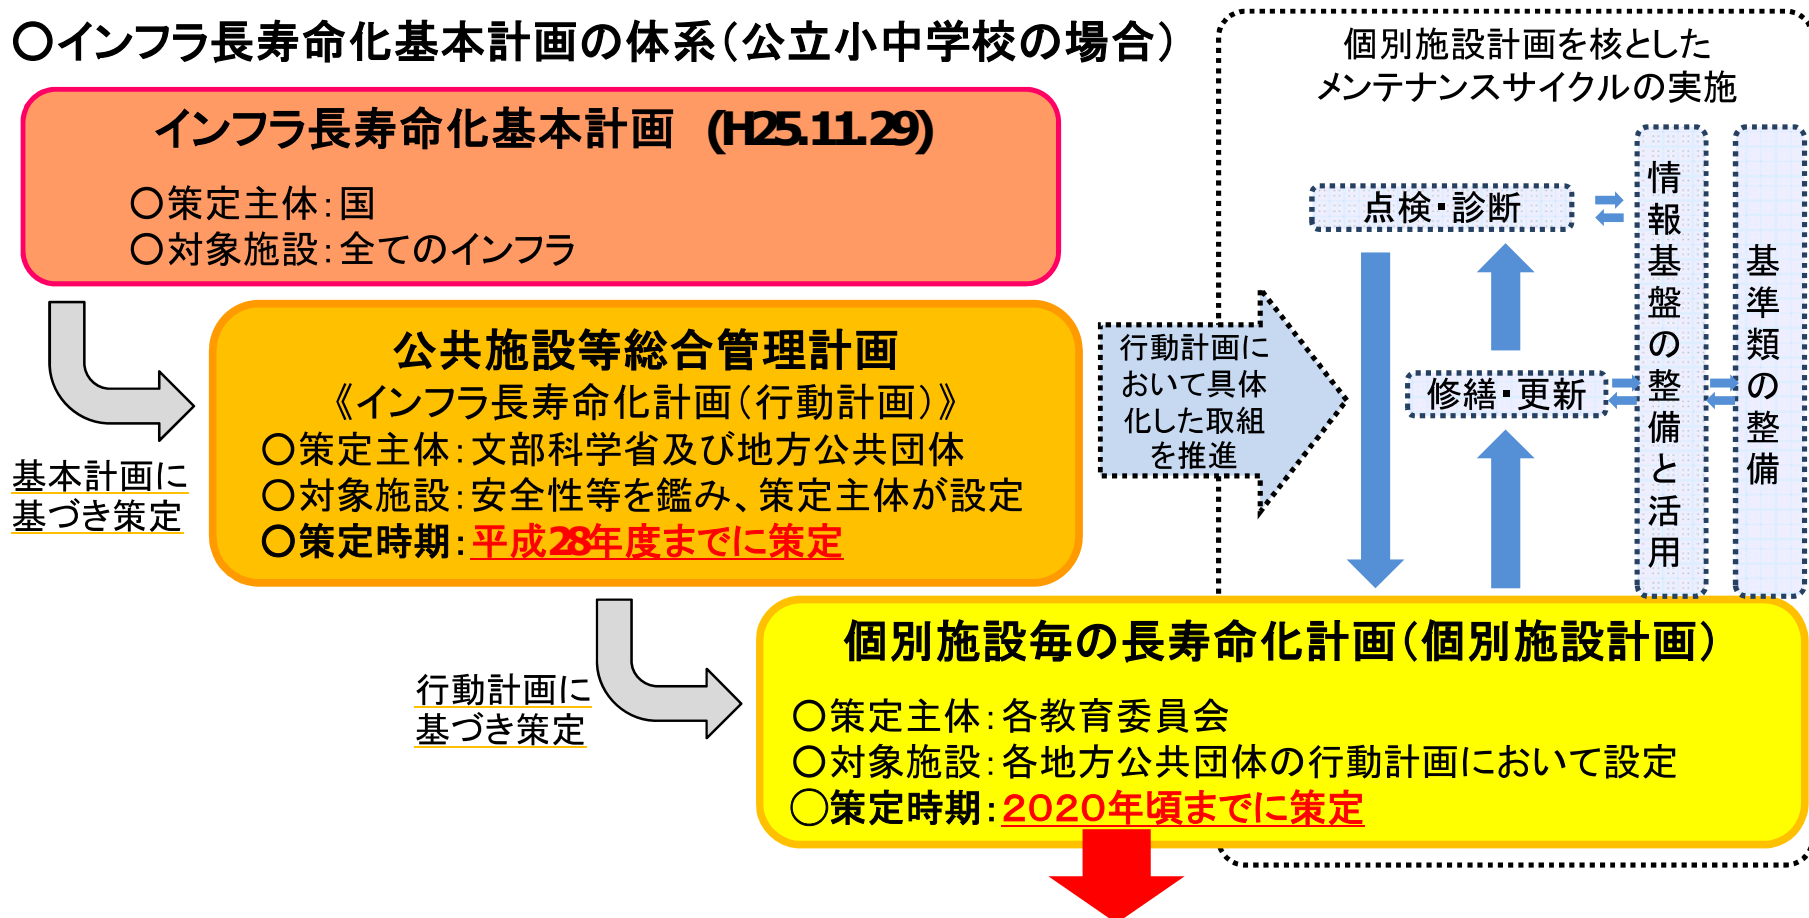 〇インフラ長寿命化基本計画の体系（公立小中学校の場合）
インフラ長寿命化基本計画　(H25.11.29)
〇策定主体：国
〇対象施設：全てのインフラ
基本計画に
基づき策定
公共施設等総合管理計画
《インフラ長寿命化計画（行動計画）》
〇策定主体：文部科学省及び地方公共団体
〇対象施設：安全性等を鑑み、策定主体が設定
〇策定時期：平成28年度までに策定
行動計画に
基づき策定
個別施設毎の長寿命化計画（個別施設計画）
〇策定主体：各教育委員会
〇対象施設：各地方公共団体の行動計画において設定
〇策定時期：２０２０年頃までに策定
行動計画に
おいて具体
化した取組
を推進
個別施設計画を核とした
メンテナンスサイクルの実施
点検・診断
修繕・更新
情報基盤の整備と活用
基準類の整備